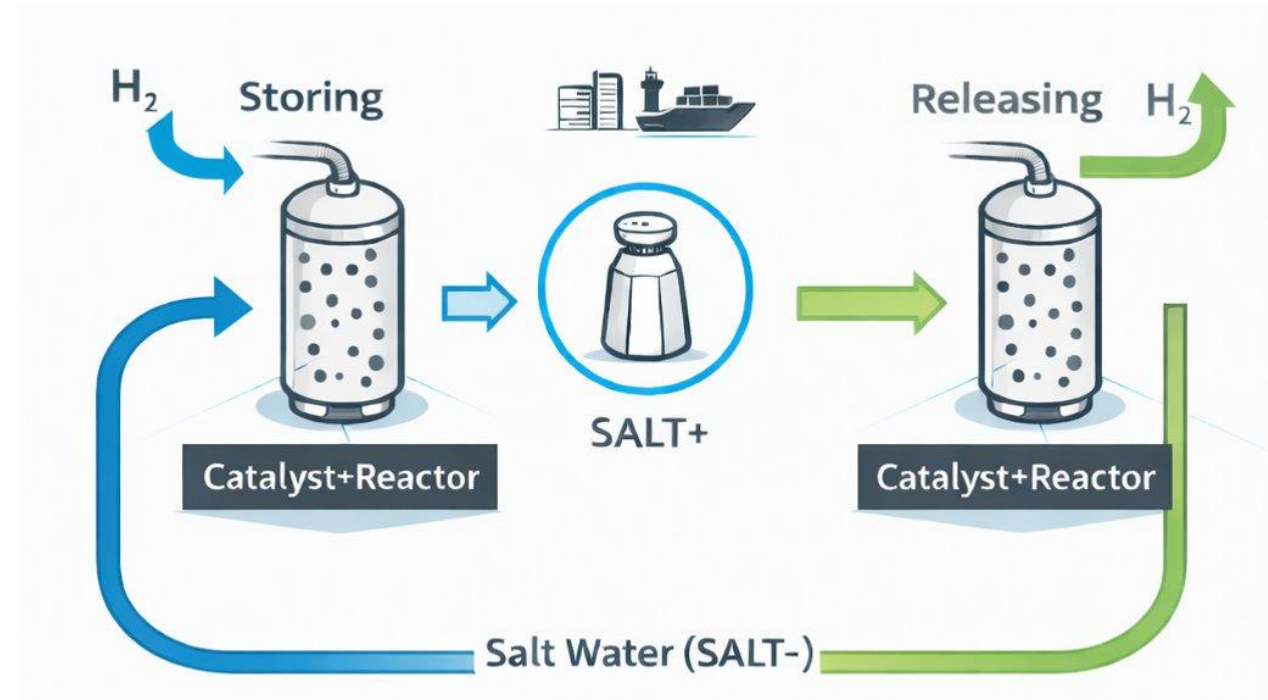 H₂
Storing
Releasing
H₂
SALT+
Catalyst+Reactor
Catalyst+Reactor
Salt Water (SALT-)